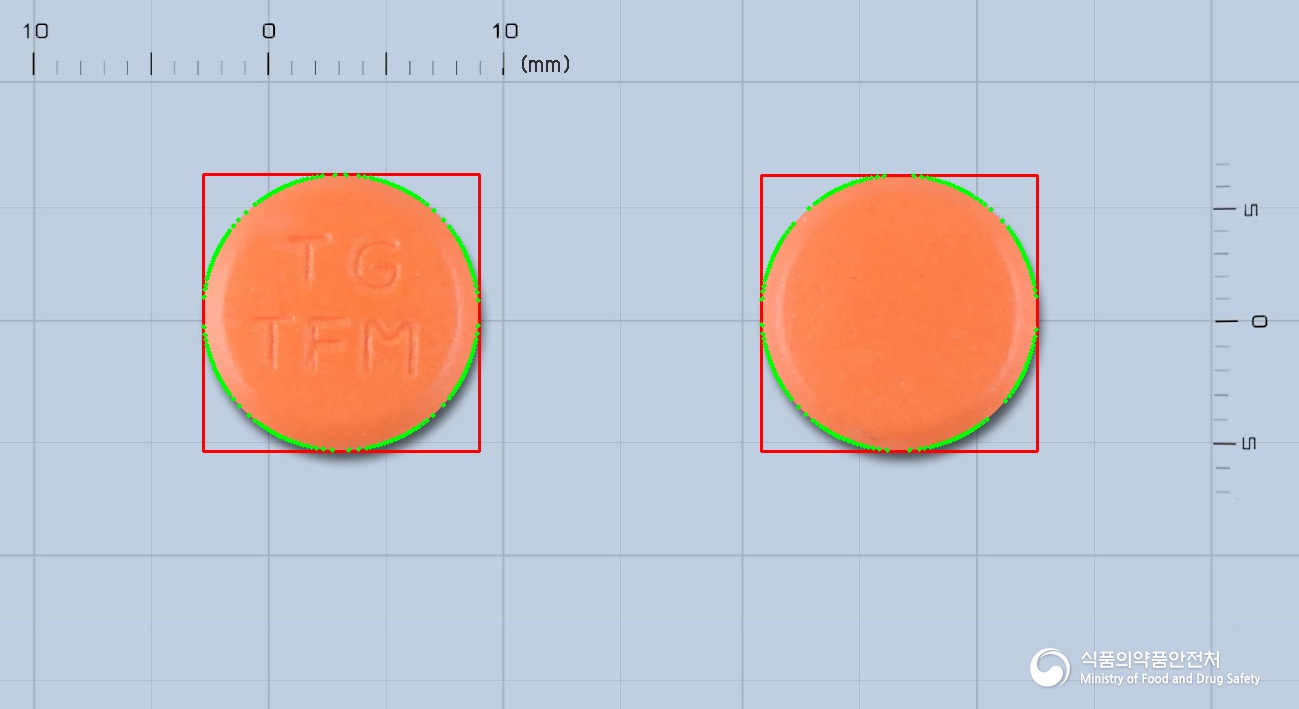 10 0 10
(mm)
TG
TFM
5
0
5
식품의약품안전처
Ministry of Food and Drug Safety